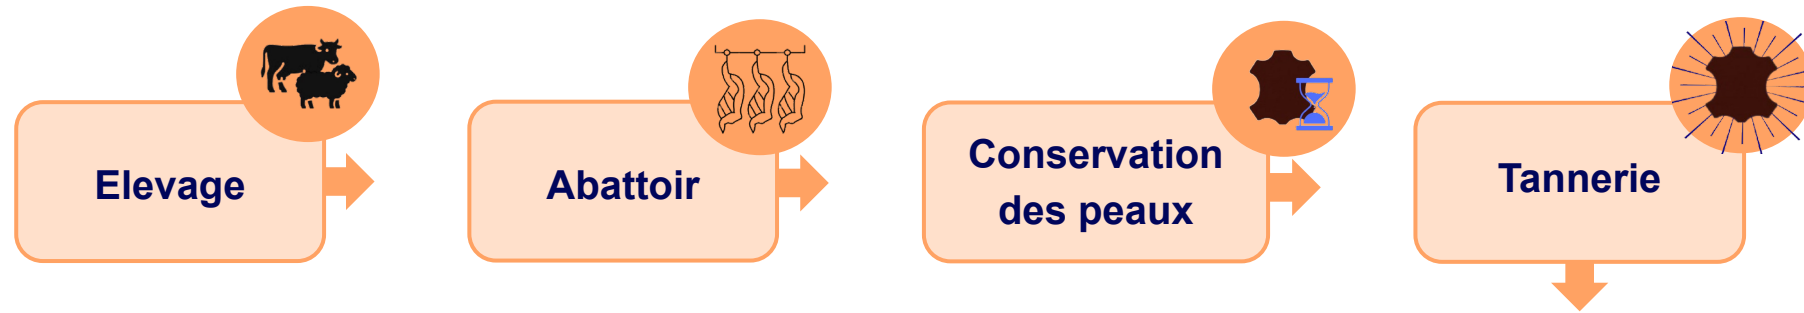 Elevage
Abattoir
Conservation
des peaux
Tannerie